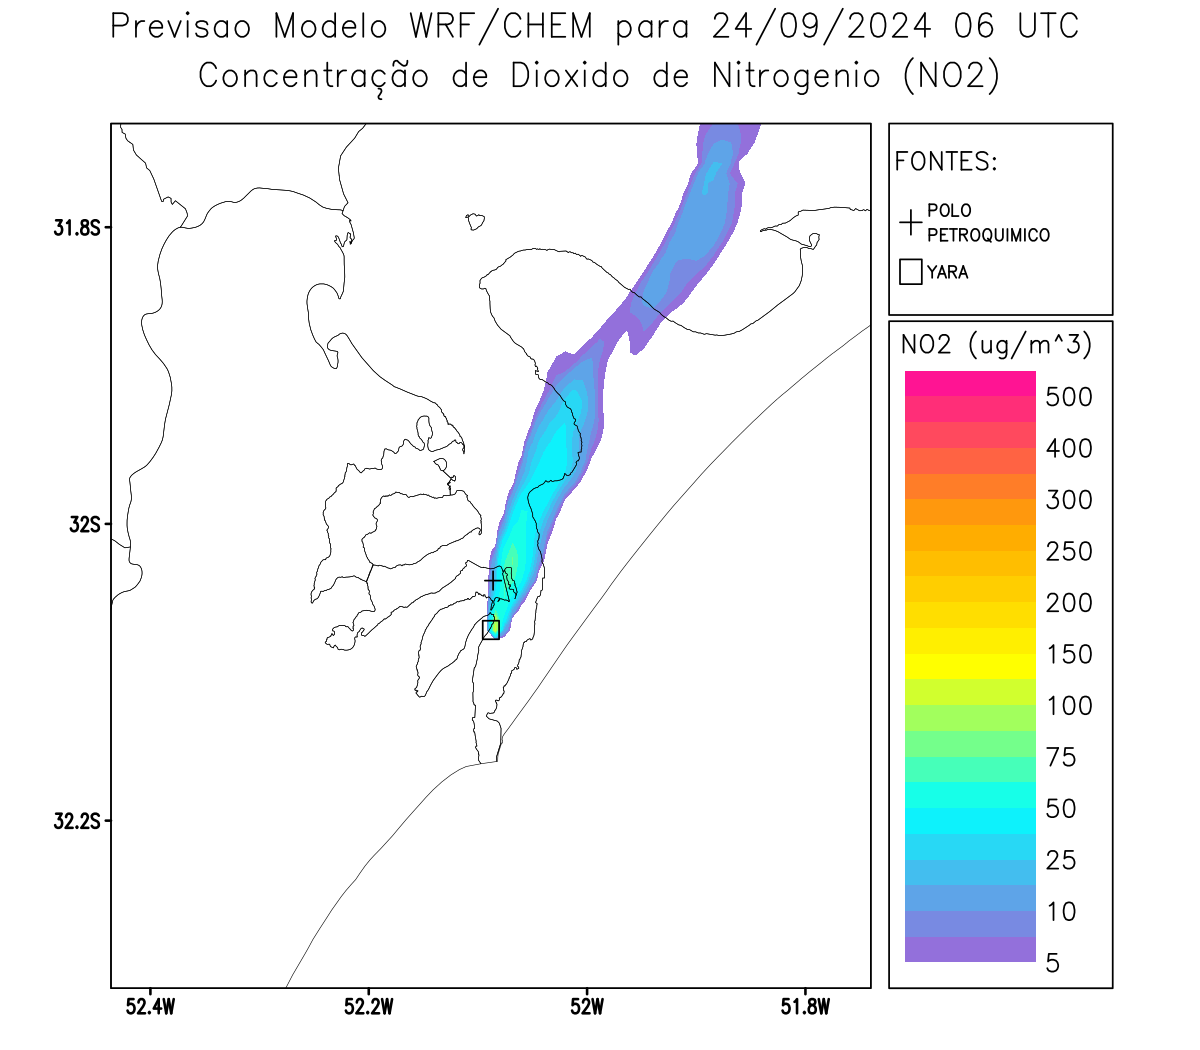 Previsao Modelo WRF/CHEM para 24/09/2024 06 UTC
Concentração de Dioxido de Nitrogenio (NO2)
FONTES:
POLO
PETROQUIMICO
YARA
NO2 (ug/m^3)
500
400
300
250
200
150
100
75
50
25
10
5
31.8S
32S
32.2S
52.4W
52.2W
52W
51.8W